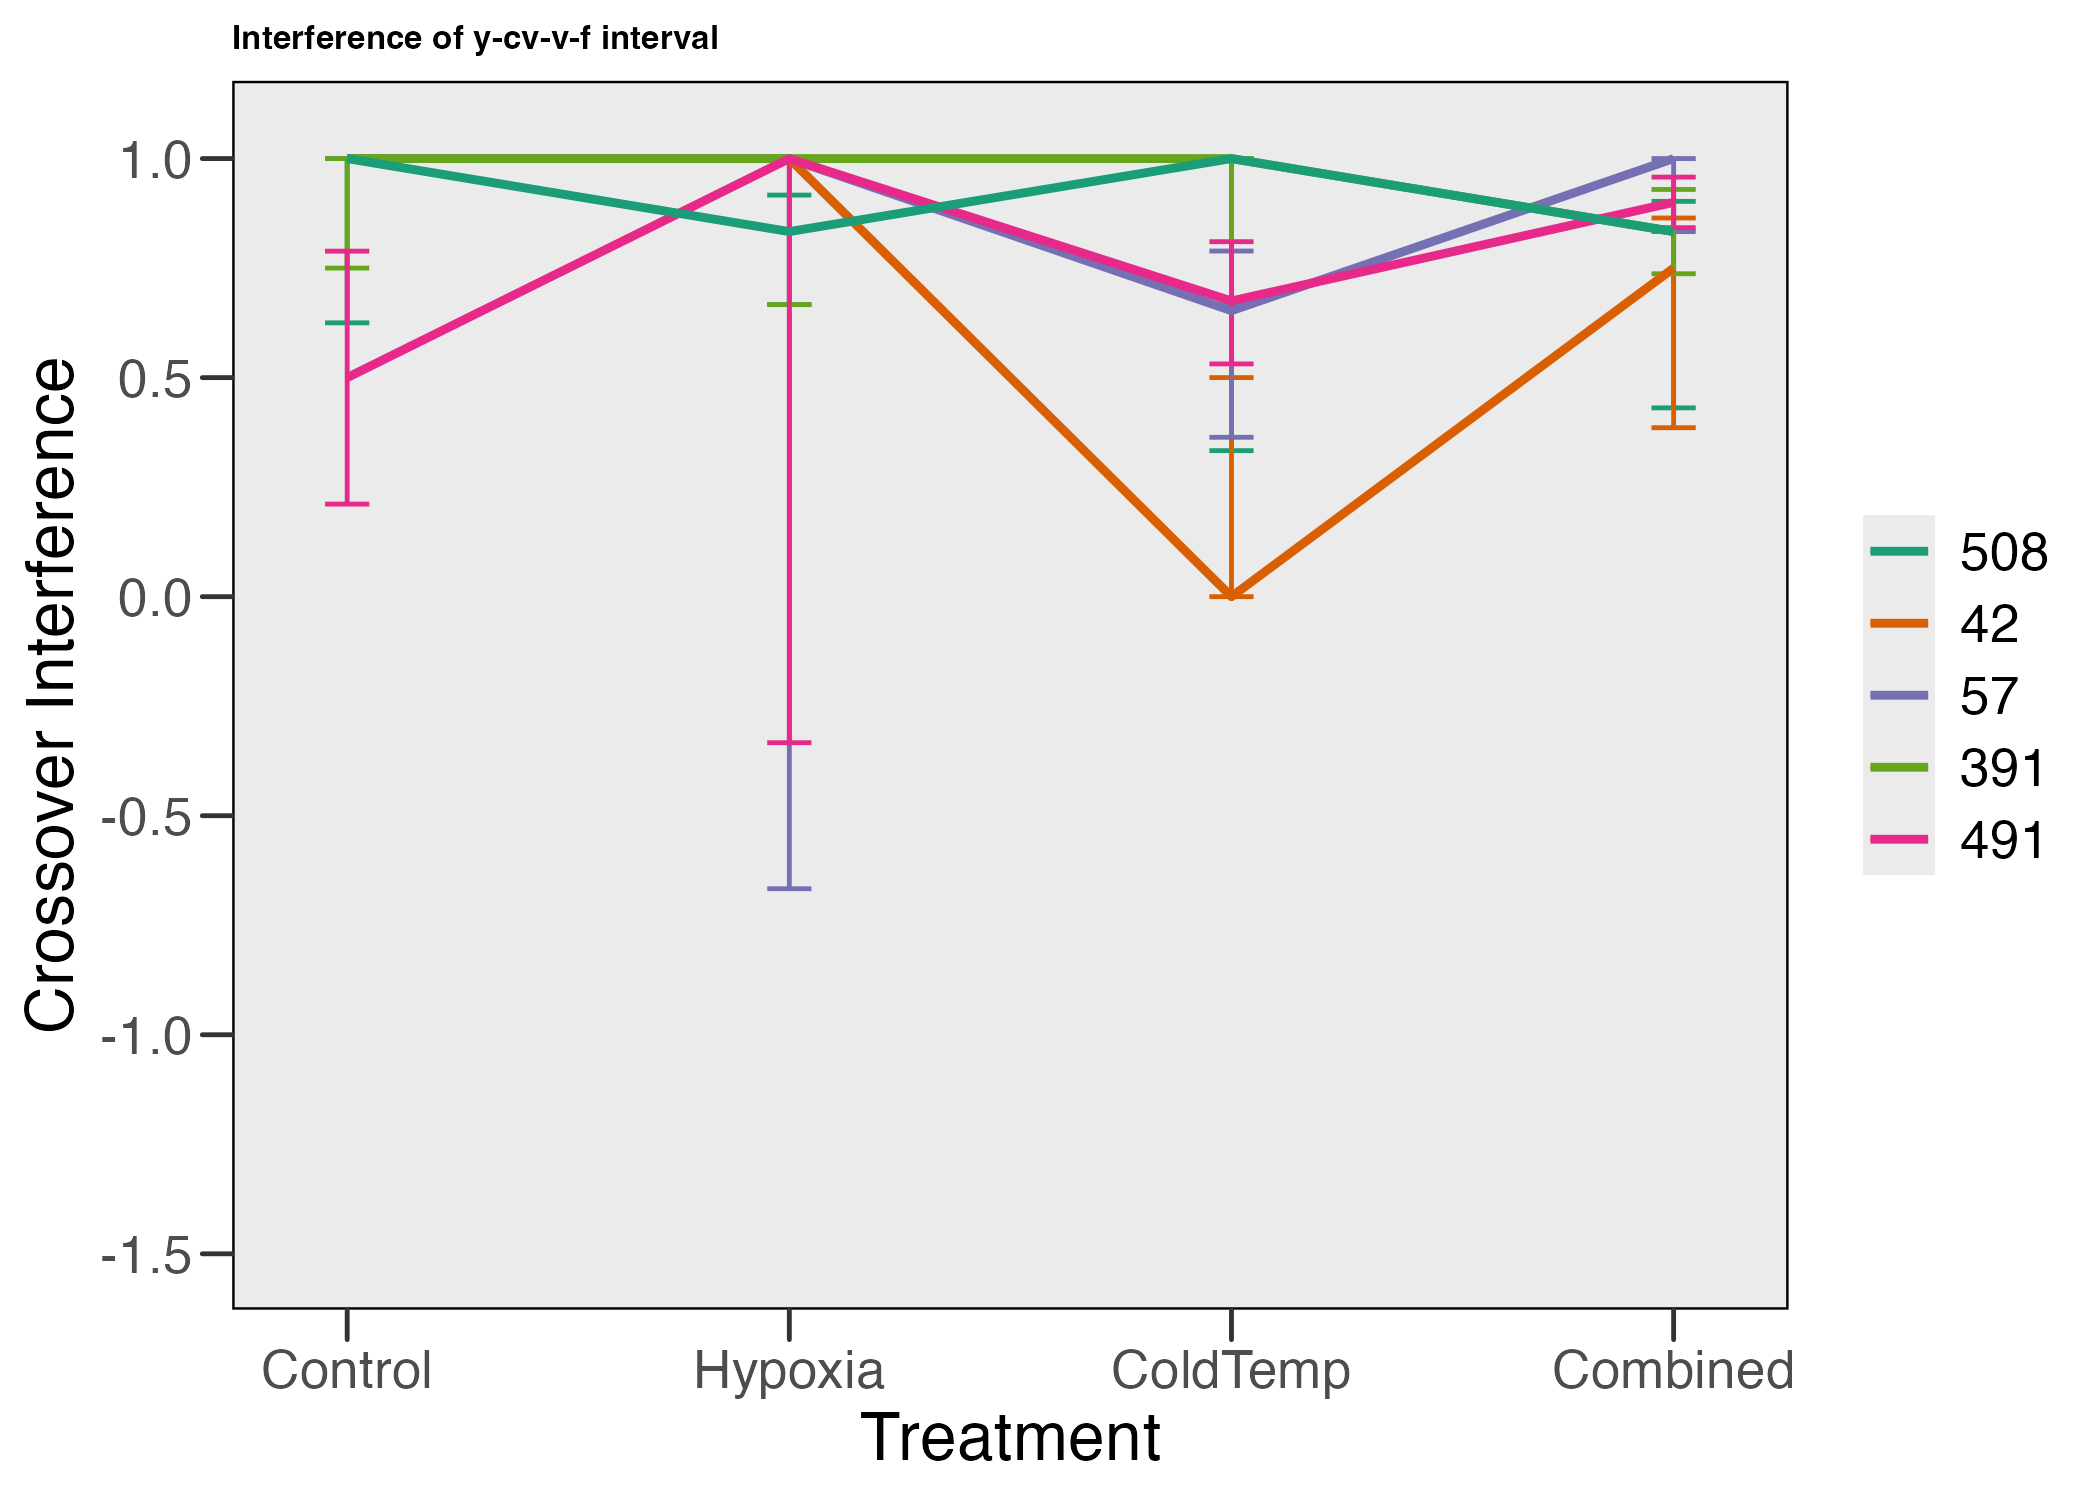 Interference of y-cv-v-f interval
Crossover Interference
1.0
0.5
0.0
-0.5
-1.0
-1.5
Control Hypoxia ColdTemp Combined
Treatment
508
42
57
391
491